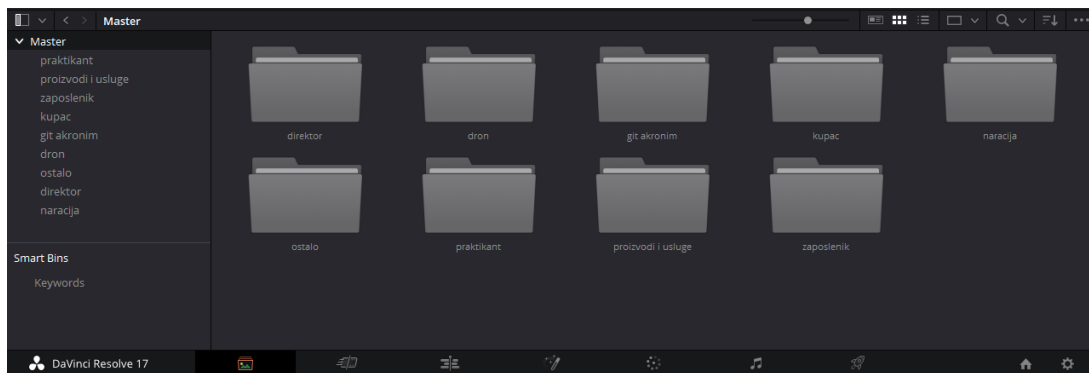 Master
Master
praktikant
proizvodi i usluge
zaposlenik
kupac
git akronim
dron
ostalo
direktor
naracija
Smart Bins
Keywords
direktor
dron
git akronim
kupac
naracija
ostalo
praktikant
proizvodi i usluge
zaposlenik
DaVinci Resolve 17